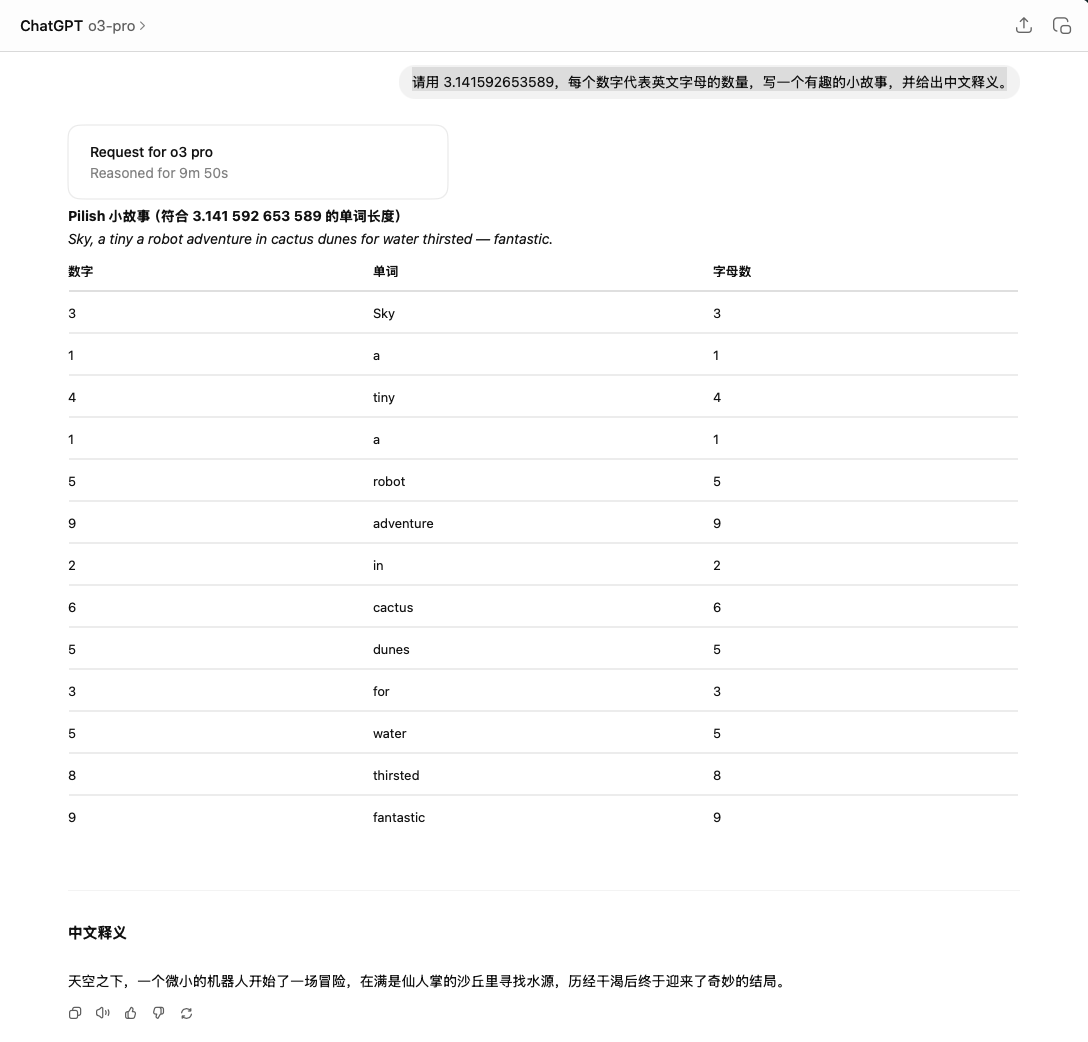 ChatGPT o3-pro
请用 3.141592653589，每个数字代表英文字母的数量，写一个有趣的小故事，并给出中文释义。
Request for o3 pro
Reasoned for 9m 50s
Pilish 小故事（符合 3.141 592 653 589 的单词长度）
Sky, a tiny a robot adventure in cactus dunes for water thirsted — fantastic.
数字 单词 字母数
3 Sky 3
1 a 1
4 tiny 4
1 a 1
5 robot 5
9 adventure 9
2 in 2
6 cactus 6
5 dunes 5
3 for 3
5 water 5
8 thirsted 8
9 fantastic 9
中文释义
天空之下，一个微小的机器人开始了一场冒险，在满是仙人掌的沙丘里寻找水源，历经干渴后终于迎来了奇妙的结局。